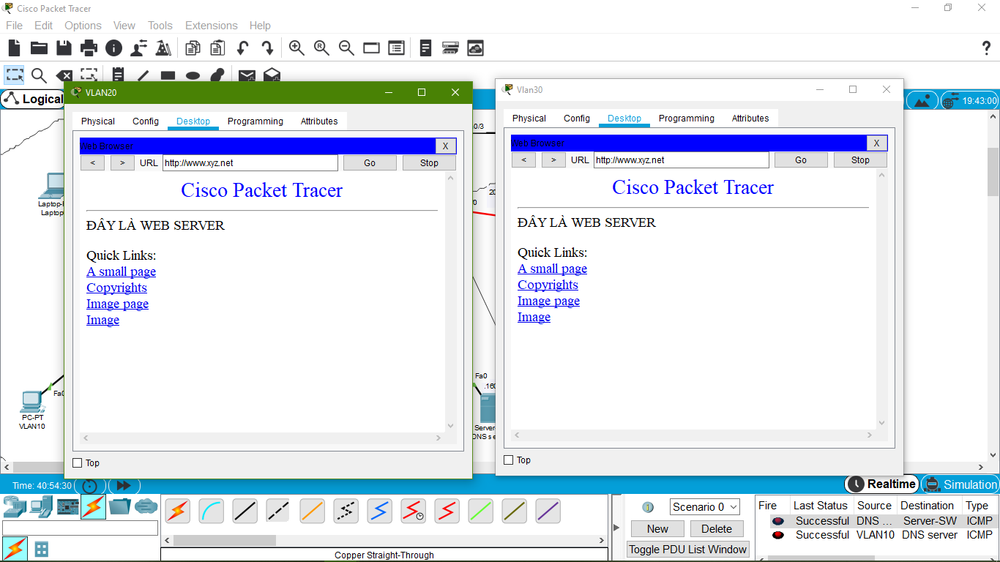 Cisco Packet Tracer
File Edit Options View Tools Extensions Help
Logical
19:43:00
VLAN20
Physical Config Desktop Programming Attributes
Web Browser X
< > URL http://www.xyz.net Go Stop
Cisco Packet Tracer
ĐÂY LÀ WEB SERVER
Quick Links:
A small page
Copyrights
Image page
Image
Top
Vlan30
Physical Config Desktop Programming Attributes
Web Browser X
< > URL http://www.xyz.net Go Stop
Cisco Packet Tracer
ĐÂY LÀ WEB SERVER
Quick Links:
A small page
Copyrights
Image page
Image
Top
0/3
20
Fa0
PC-PT
VLAN10
Fa0
.160
Server
DNS se
Time: 40:54:30
Realtime Simulation
Copper Straight-Through
Scenario 0
New Delete
Toggle PDU List Window
Fire Last Status Source Destination Type
Successful DNS ... Server-SW ICMP
Successful VLAN10 DNS server ICMP